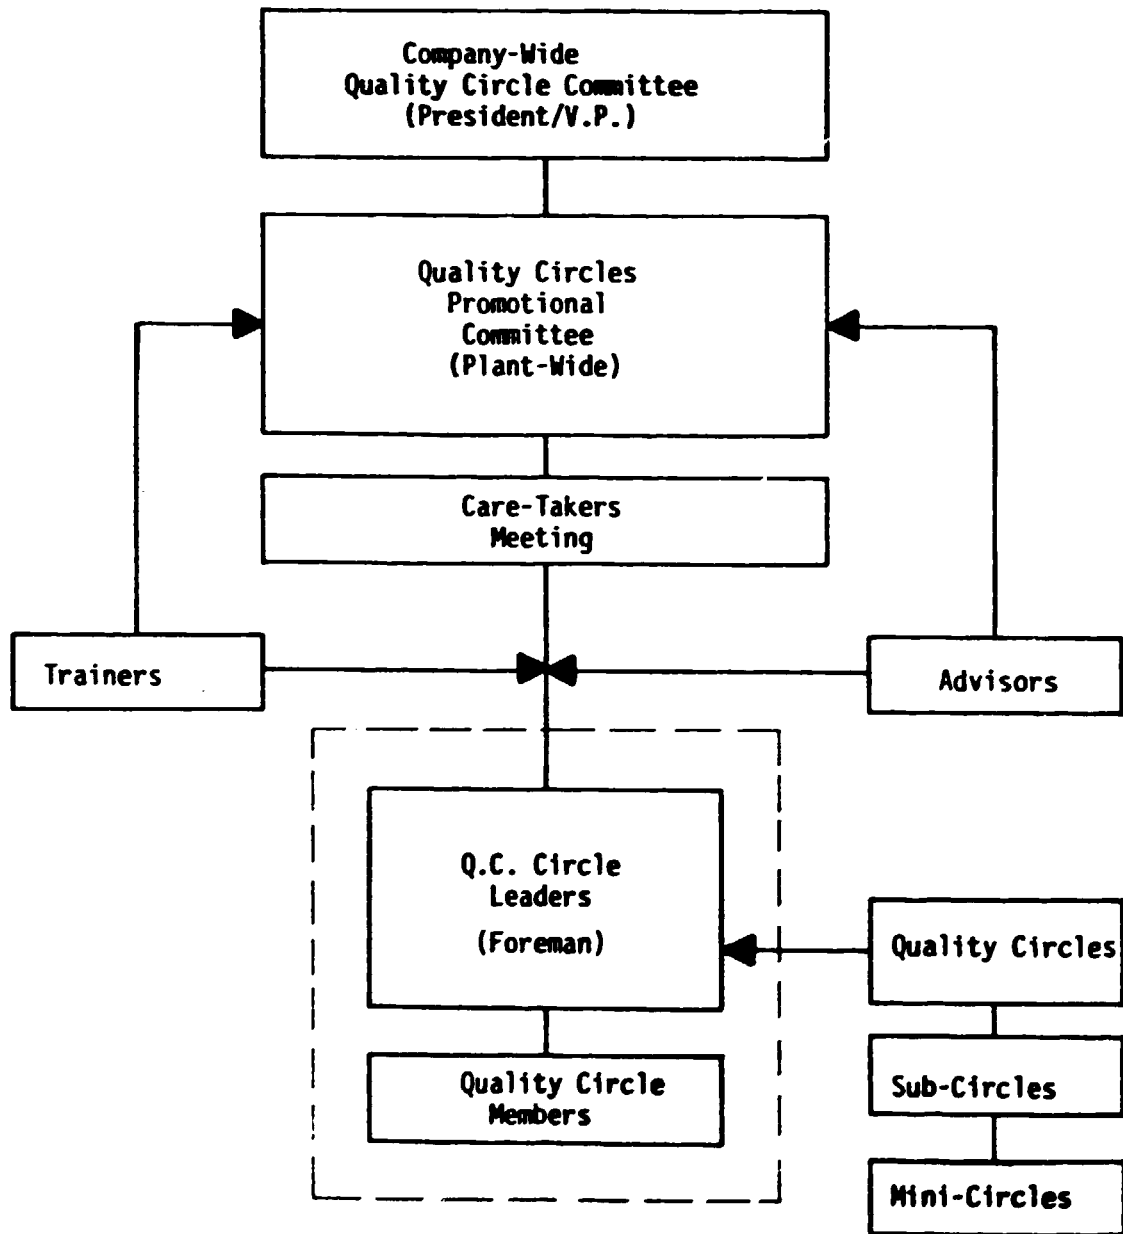 Company-Wide
Quality Circle Committee
(President/V.P.)
Quality Circles
Promotional
Committee
(Plant-Wide)
Care-Takers
Meeting
Trainers
Advisors
Q.C. Circle
Leaders
(Foreman)
Quality Circles
Quality Circle
Members
Sub-Circles
Mini-Circles